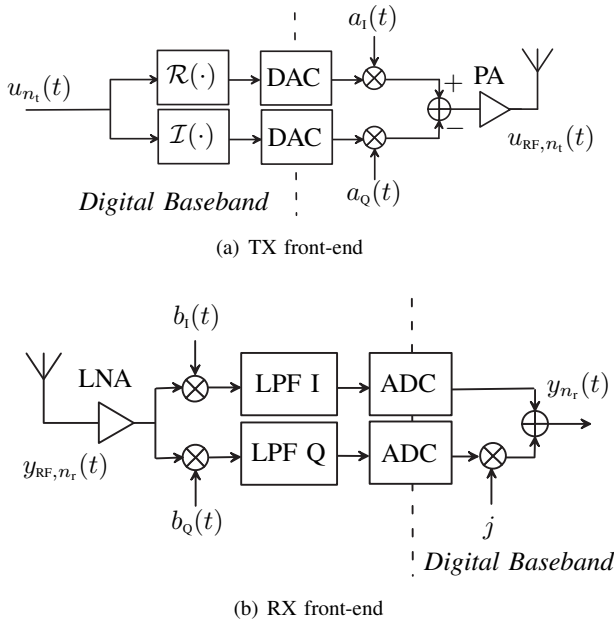 a_I(t)
u_{n_t}(t)
R(·)
DAC
+
PA
I(·)
DAC
−
u_{RF,n_t}(t)
Digital Baseband
a_Q(t)
(a) TX front-end
b_I(t)
LNA
LPF I
ADC
y_{n_r}(t)
y_{RF,n_r}(t)
LPF Q
ADC
b_Q(t)
j
Digital Baseband
(b) RX front-end